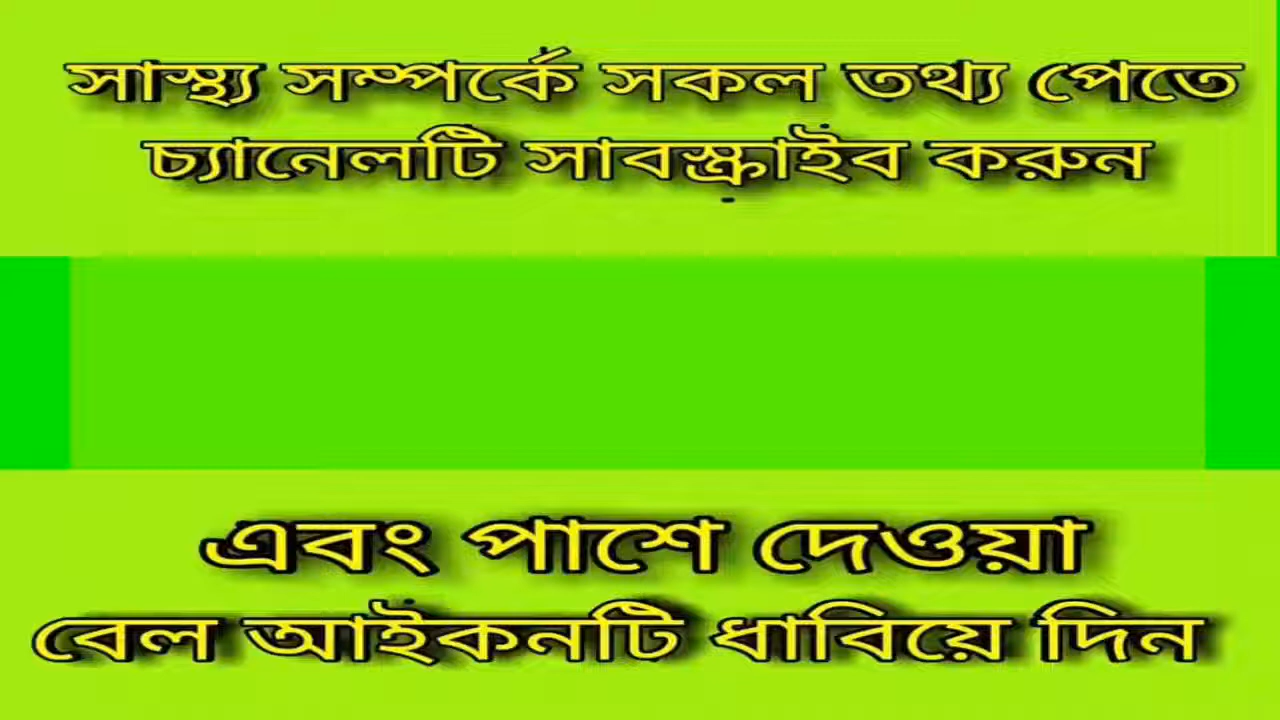 সাস্থ্য সম্পর্কে সকল তথ্য পেতে
চ্যানেলটি সাবস্ক্রাইব করুন
এবং পাশে দেওয়া
বেল আইকনটি ধাবিয়ে দিন